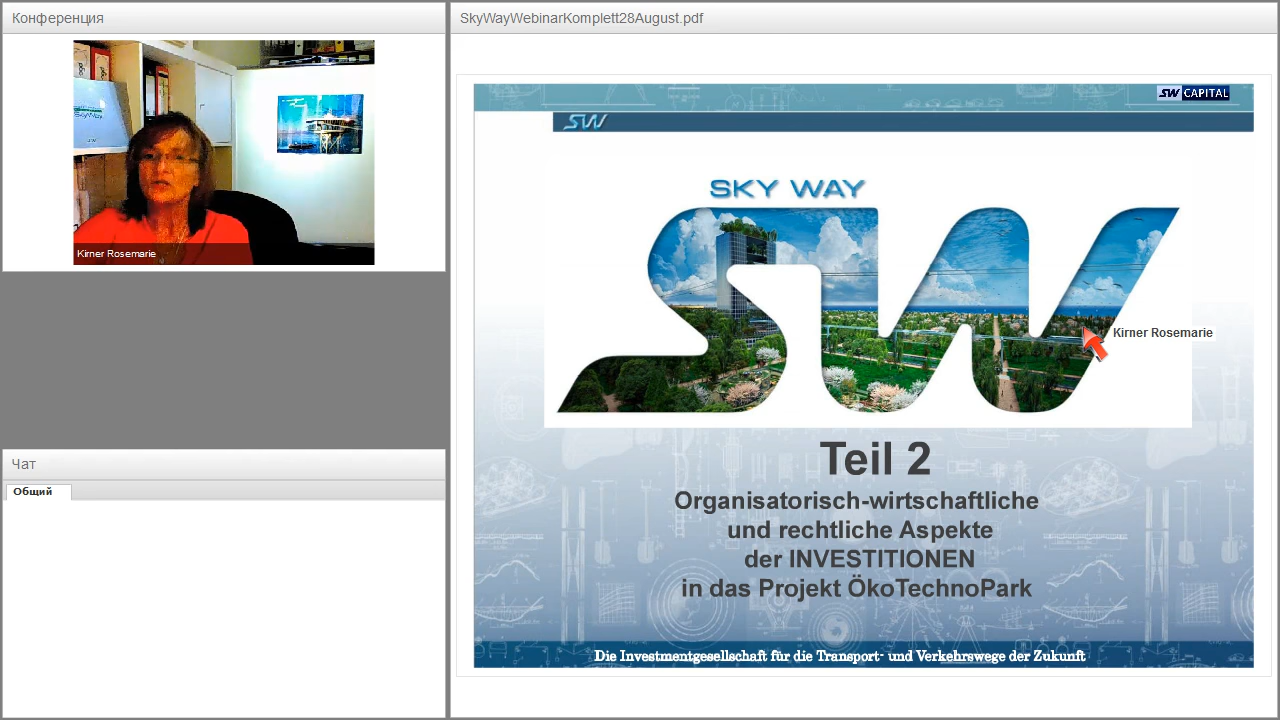 Конференция
Kirner Rosemarie
Чат
Общий
SkyWayWebinarKomplett28August.pdf
SW CAPITAL
SW
SKY WAY
SW
Kirner Rosemarie
Teil 2
Organisatorisch-wirtschaftliche
und rechtliche Aspekte
der INVESTITIONEN
in das Projekt ÖkoTechnoPark
Die Investmentgesellschaft für die Transport- und Verkehrswege der Zukunft